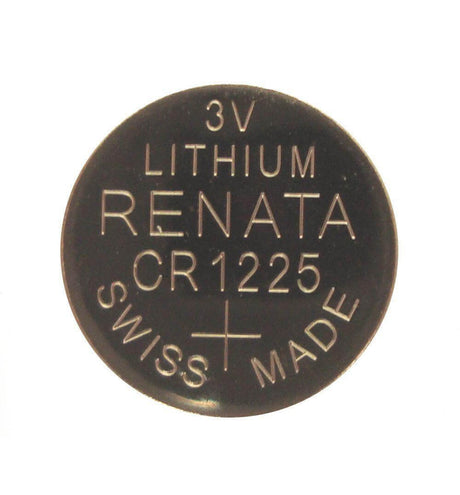 3V
LITHIUM
RENATA
CR1225
+
SWISS MADE